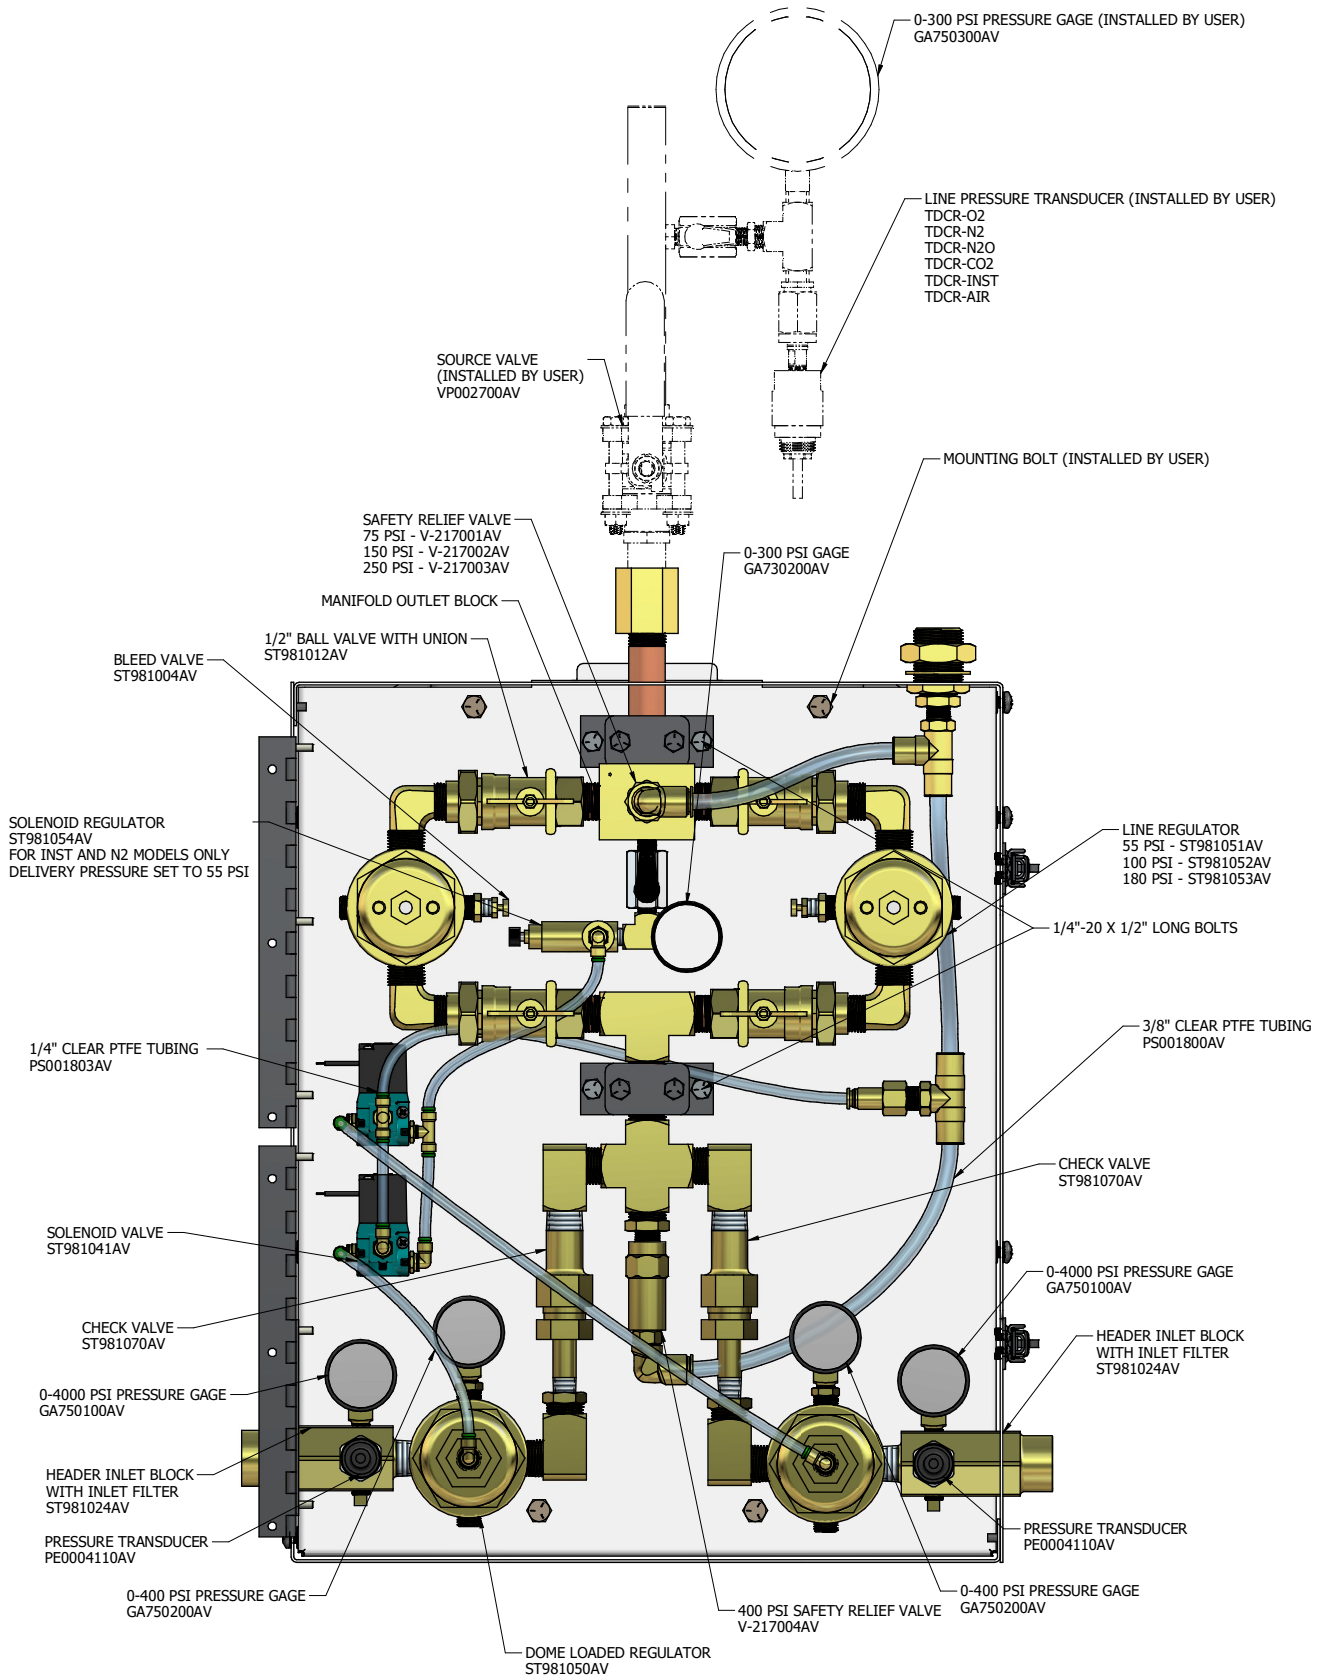 0-300 PSI PRESSURE GAGE (INSTALLED BY USER)
GA750300AV
LINE PRESSURE TRANSDUCER (INSTALLED BY USER)
TDCR-O2
TDCR-N2
TDCR-N2O
TDCR-CO2
TDCR-INST
TDCR-AIR
SOURCE VALVE
(INSTALLED BY USER)
VP002700AV
MOUNTING BOLT (INSTALLED BY USER)
SAFETY RELIEF VALVE
75 PSI - V-217001AV
150 PSI - V-217002AV
250 PSI - V-217003AV
0-300 PSI GAGE
GA730200AV
MANIFOLD OUTLET BLOCK
1/2" BALL VALVE WITH UNION
ST981012AV
BLEED VALVE
ST981004AV
SOLENOID REGULATOR
ST981054AV
FOR INST AND N2 MODELS ONLY
DELIVERY PRESSURE SET TO 55 PSI
LINE REGULATOR
55 PSI - ST981051AV
100 PSI - ST981052AV
180 PSI - ST981053AV
1/4"-20 X 1/2" LONG BOLTS
3/8" CLEAR PTFE TUBING
PS001800AV
1/4" CLEAR PTFE TUBING
PS001803AV
CHECK VALVE
ST981070AV
SOLENOID VALVE
ST981041AV
0-4000 PSI PRESSURE GAGE
GA750100AV
CHECK VALVE
ST981070AV
HEADER INLET BLOCK
WITH INLET FILTER
ST981024AV
0-4000 PSI PRESSURE GAGE
GA750100AV
HEADER INLET BLOCK
WITH INLET FILTER
ST981024AV
PRESSURE TRANSDUCER
PE0004110AV
PRESSURE TRANSDUCER
PE0004110AV
0-400 PSI PRESSURE GAGE
GA750200AV
0-400 PSI PRESSURE GAGE
GA750200AV
400 PSI SAFETY RELIEF VALVE
V-217004AV
DOME LOADED REGULATOR
ST981050AV